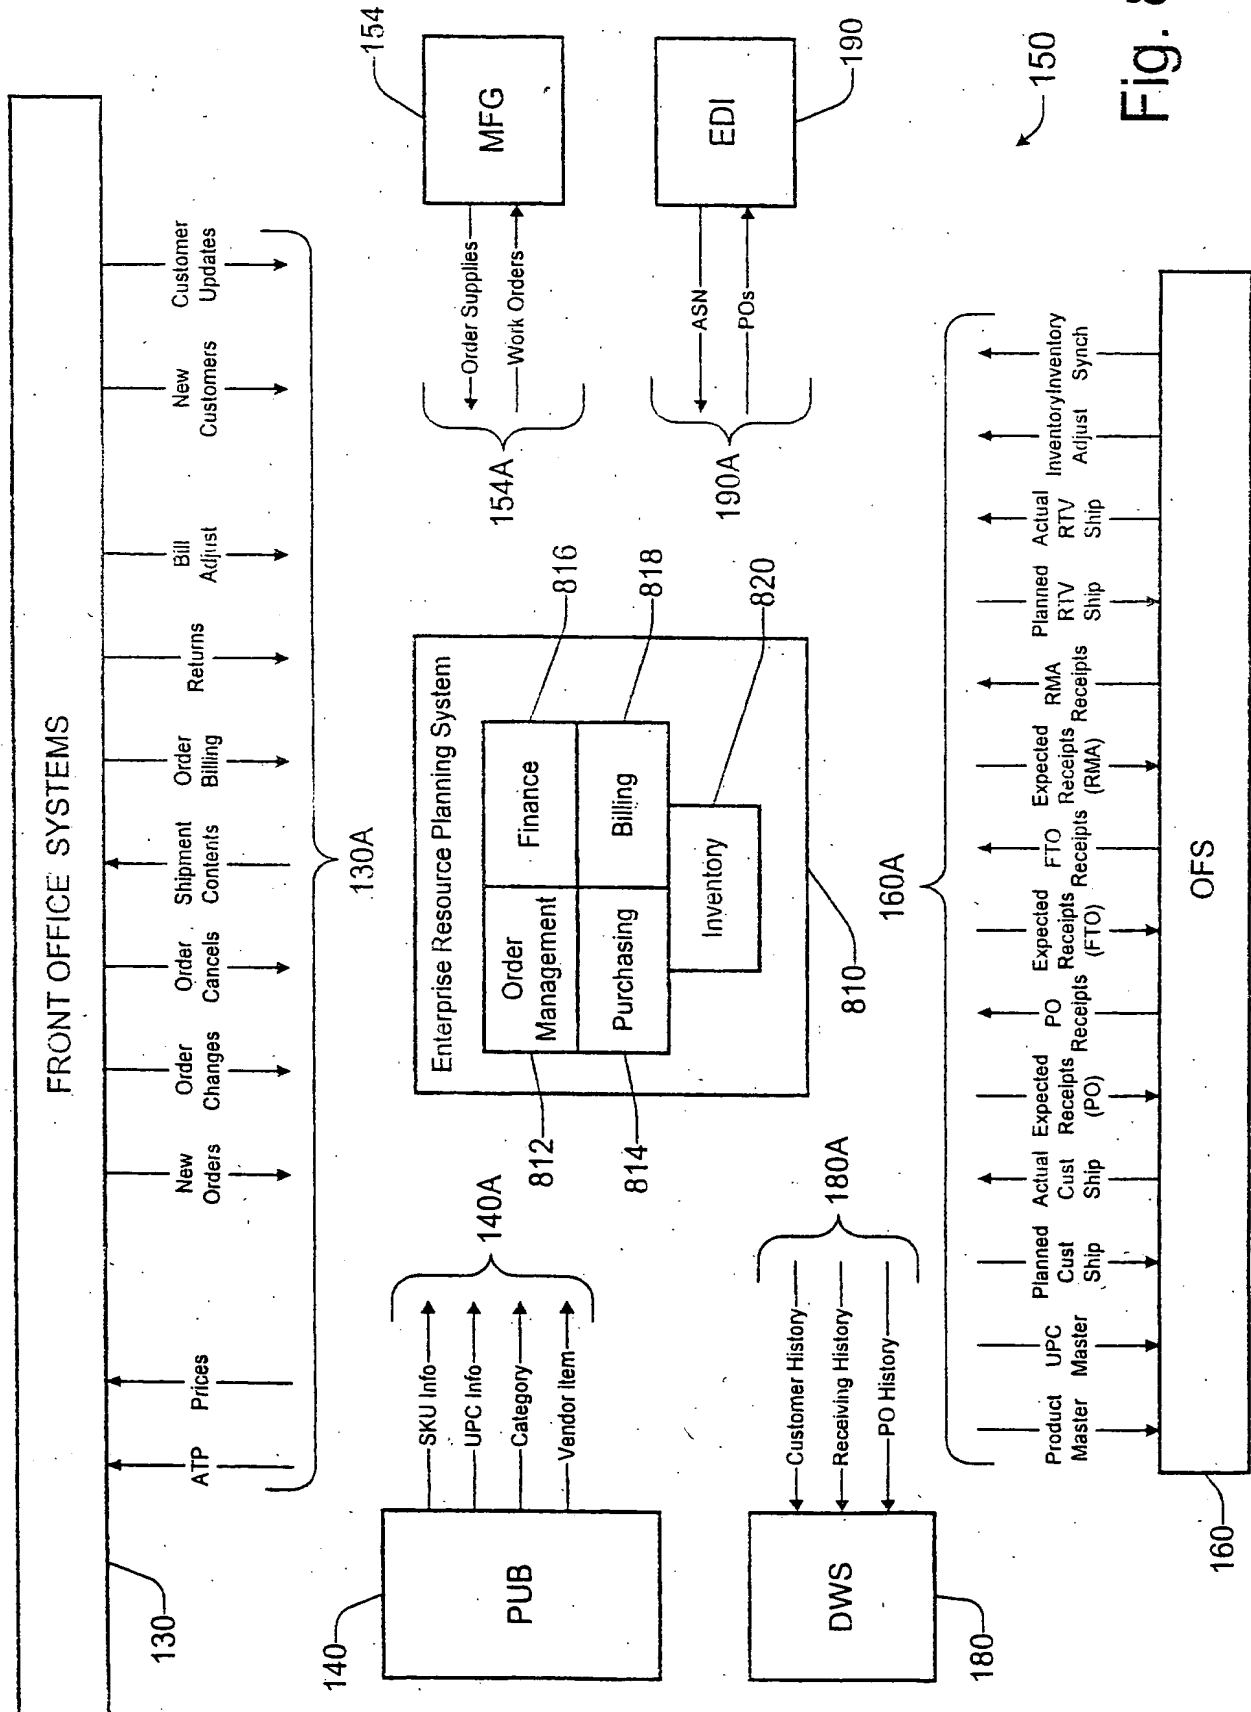 FRONT OFFICE SYSTEMS
130
ATP
Prices
New
Orders
Order
Changes
Order
Cancels
Shipment
Contents
Order
Billing
Returns
Bill
Adjust
New
Customers
Customer
Updates
130A
140
PUB
SKU Info
UPC Info
Category
Vendor Item
140A
Enterprise Resource Planning System
Order
Management
Finance
Purchasing
Billing
Inventory
812
814
816
818
820
810
154
MFG
Order Supplies
Work Orders
154A
190
EDI
ASN
POs
190A
180
DWS
Customer History
Receiving History
PO History
180A
160A
Product
Master
UPC
Master
Planned
Cust
Ship
Actual
Cust
Ship
Expected
Receipts
(PO)
PO
Receipts
Expected
Receipts
(FTO)
FTO
Receipts
Expected
Receipts
(RMA)
RMA
Receipts
Planned
RTV
Ship
Actual
RTV
Ship
Inventory
Adjust
Inventory
Synch
OFS
160
150
Fig. 8